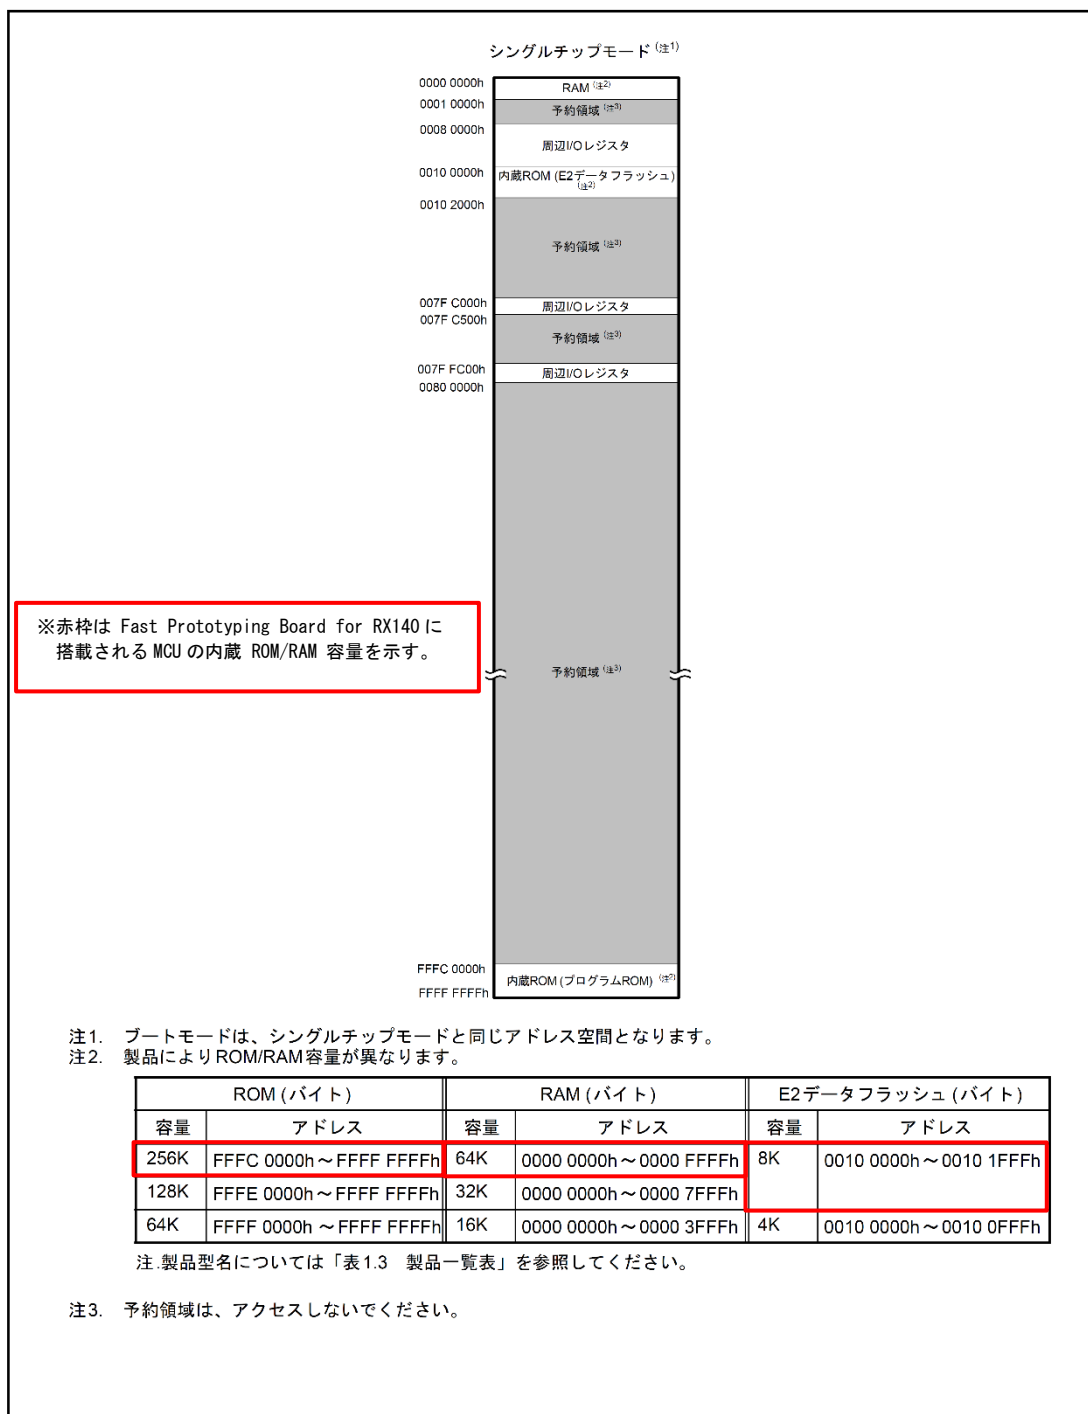 シングルチップモード (注1)
0000 0000h
RAM (注2)
0001 0000h
予約領域 (注3)
0008 0000h
周辺I/Oレジスタ
0010 0000h
内蔵ROM (E2データフラッシュ)
(注2)
0010 2000h
予約領域 (注3)
007F C000h
周辺I/Oレジスタ
007F C500h
予約領域 (注3)
007F FC00h
周辺I/Oレジスタ
0080 0000h
※赤枠は Fast Prototyping Board for RX140 に
搭載される MCU の内蔵 ROM/RAM 容量を示す。
予約領域 (注3)
FFFC 0000h
内蔵ROM (プログラムROM) (注2)
FFFF FFFFh
注1. ブートモードは、シングルチップモードと同じアドレス空間となります。
注2. 製品によりROM/RAM容量が異なります。
ROM (バイト) RAM (バイト) E2データフラッシュ (バイト)
容量 アドレス 容量 アドレス 容量 アドレス
256K FFFC 0000h～FFFF FFFFh 64K 0000 0000h～0000 FFFFh 8K 0010 0000h～0010 1FFFh
128K FFFE 0000h～FFFF FFFFh 32K 0000 0000h～0000 7FFFh
64K FFFF 0000h ～FFFF FFFFh 16K 0000 0000h～0000 3FFFh 4K 0010 0000h～0010 0FFFh
注.製品型名については「表1.3 製品一覧表」を参照してください。
注3. 予約領域は、アクセスしないでください。